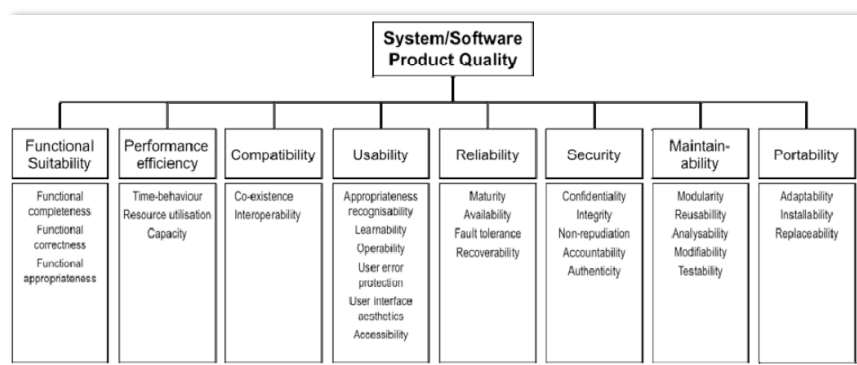 System/Software
Product Quality
Functional
Suitability
Performance
efficiency
Compatibility
Usability
Reliability
Security
Maintain-
ability
Portability
Functional
completeness
Functional
correctness
Functional
appropriateness
Time-behaviour
Resource utilisation
Capacity
Co-existence
Interoperability
Appropriateness
recognisability
Learnability
Operability
User error
protection
User interface
aesthetics
Accessibility
Maturity
Availability
Fault tolerance
Recoverability
Confidentiality
Integrity
Non-repudiation
Accountability
Authenticity
Modularity
Reusability
Analysability
Modifiability
Testability
Adaptability
Installability
Replaceability